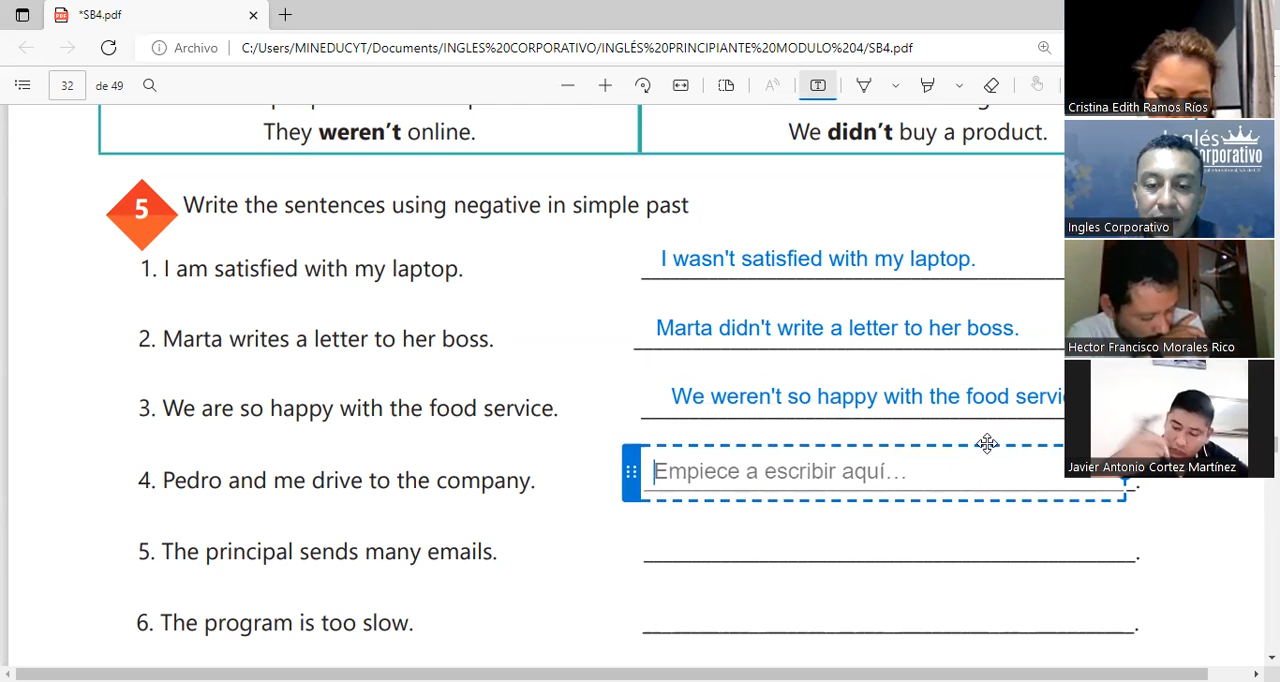 *SB4.pdf
Archivo
C:/Users/MINEDUCYT/Documents/INGLES%20CORPORATIVO/INGLÉS%20PRINCIPIANTE%20MODULO%204/SB4.pdf
32 de 49
They weren't online.
We didn't buy a product.
5 Write the sentences using negative in simple past
1. I am satisfied with my laptop.
I wasn't satisfied with my laptop.
2. Marta writes a letter to her boss.
Marta didn't write a letter to her boss.
3. We are so happy with the food service.
We weren't so happy with the food servi
4. Pedro and me drive to the company.
Empiece a escribir aquí...
5. The principal sends many emails.
6. The program is too slow.
Cristina Edith Ramos Ríos
Ingles Corporativo
Hector Francisco Morales Rico
Javier Antonio Cortez Martínez